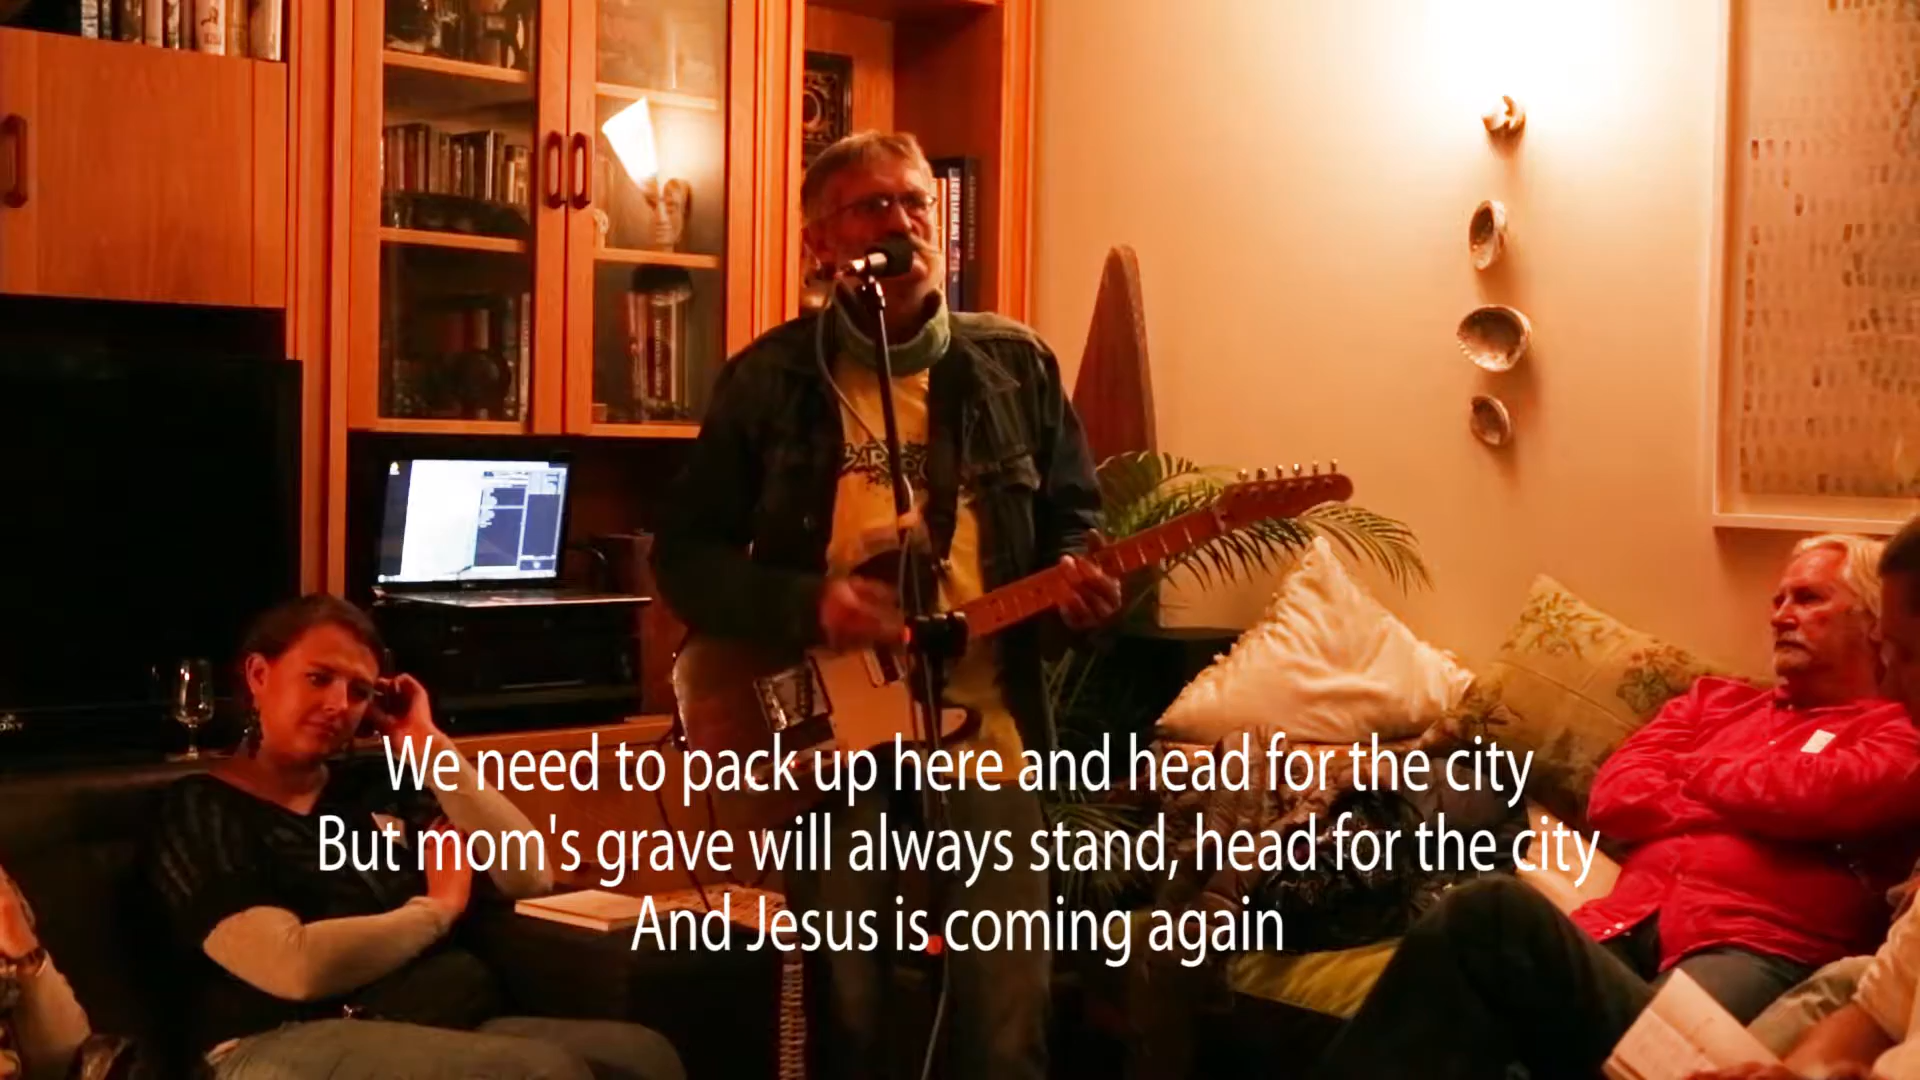 We need to pack up here and head for the city
But mom's grave will always stand, head for the city
And Jesus is coming again